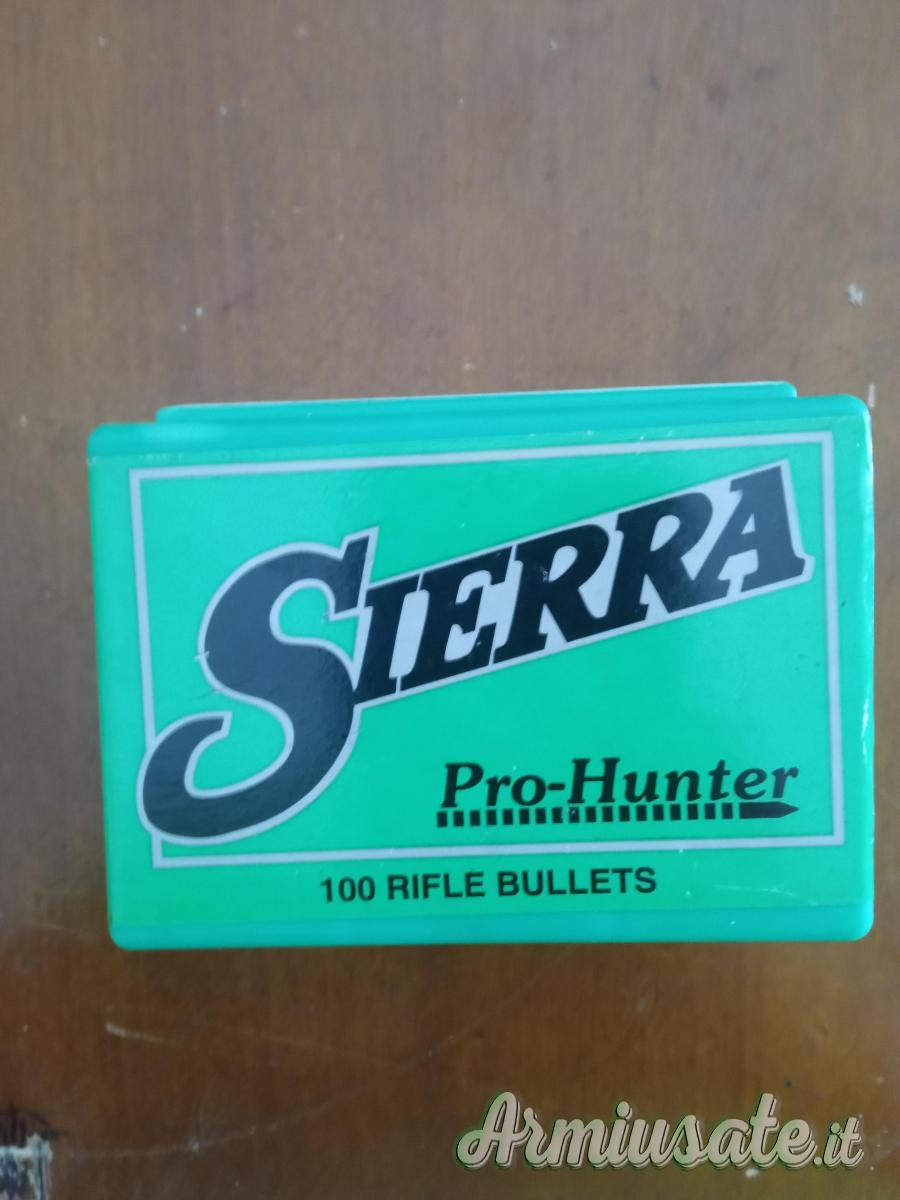 SIERRA
Pro-Hunter
100 RIFLE BULLETS
Armiusate.it